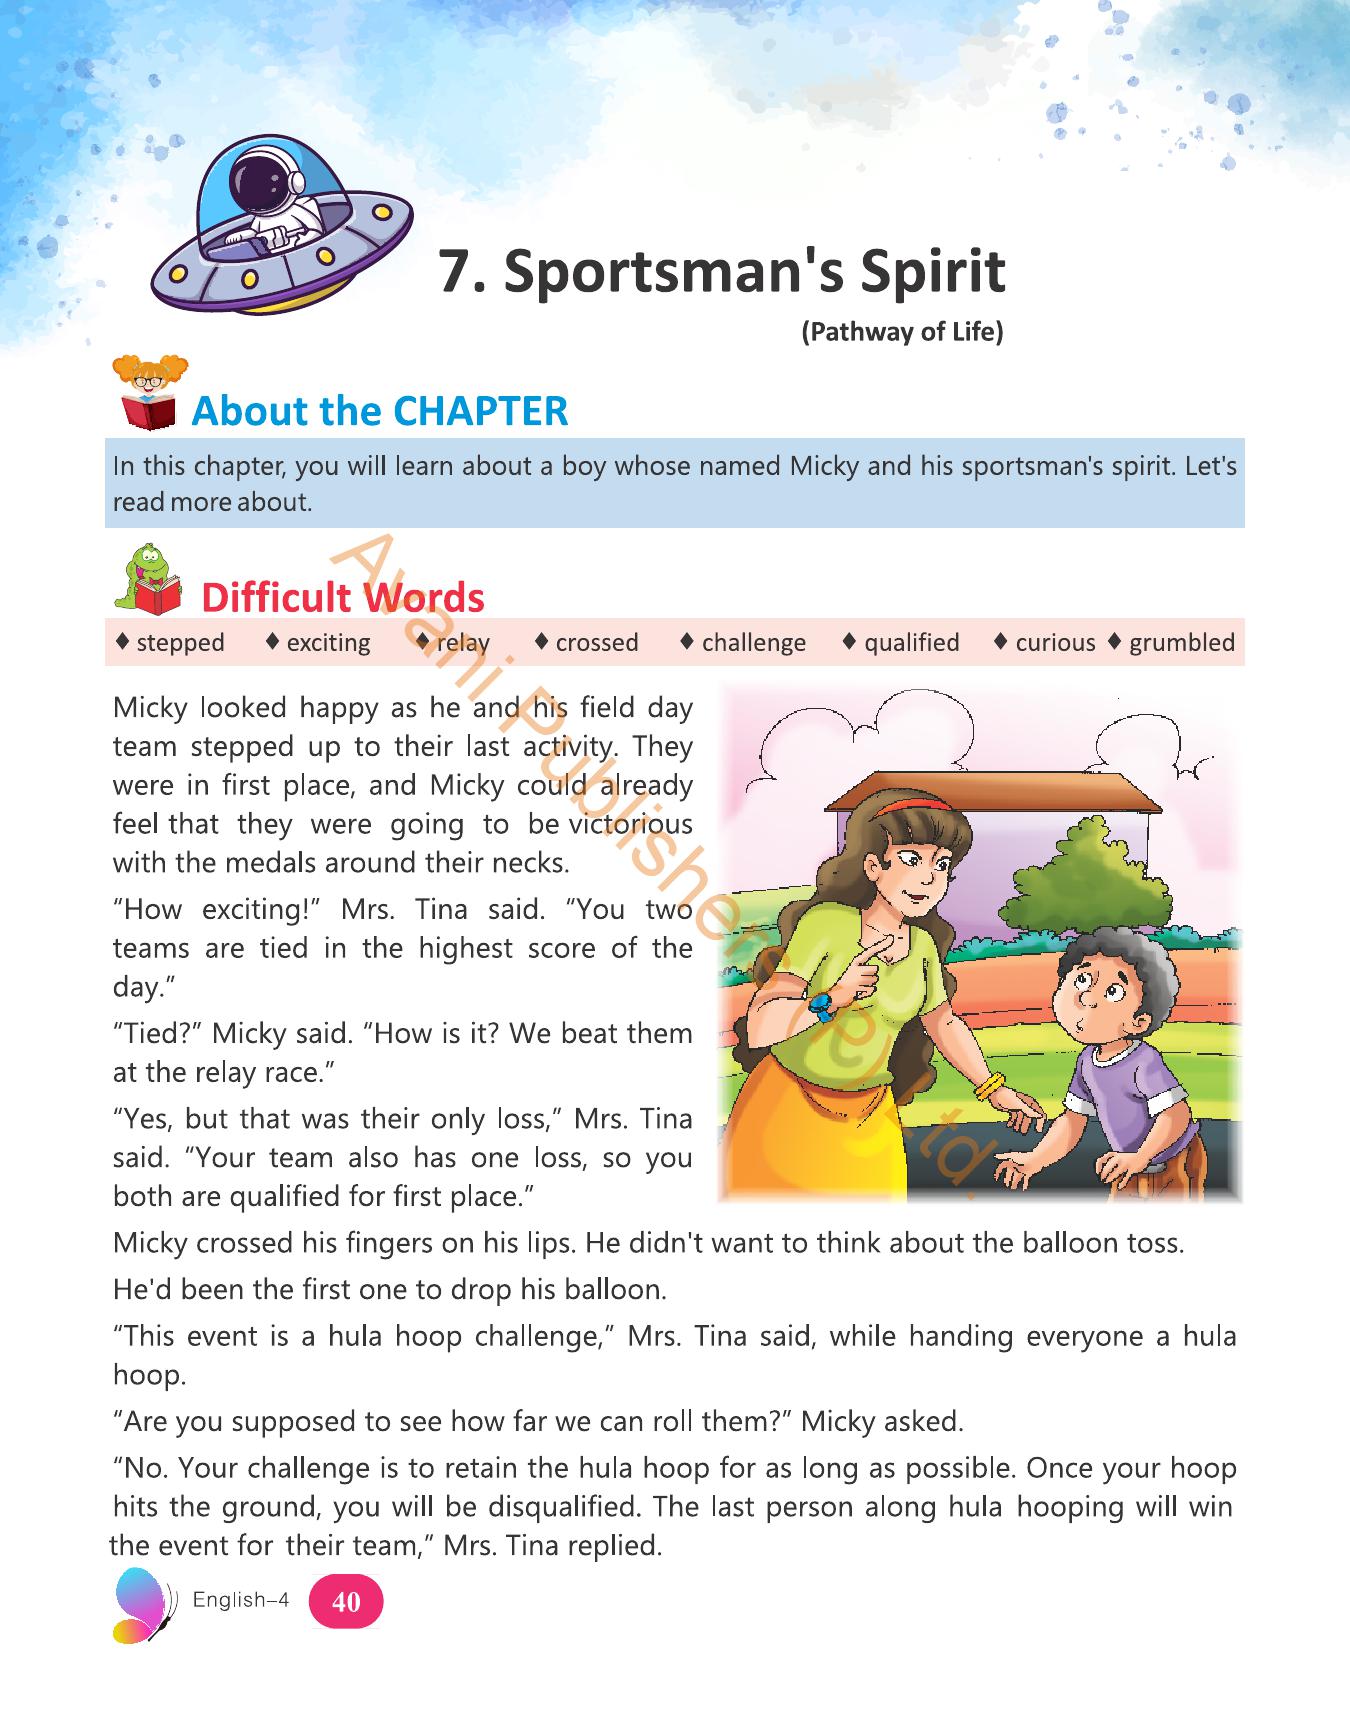 7. Sportsman's Spirit
(Pathway of Life)
About the CHAPTER
In this chapter, you will learn about a boy whose named Micky and his sportsman's spirit. Let's
read more about.
Difficult Words
♦ stepped ♦ exciting ♦ relay ♦ crossed ♦ challenge ♦ qualified ♦ curious ♦ grumbled
Micky looked happy as he and his field day
team stepped up to their last activity. They
were in first place, and Micky could already
feel that they were going to be victorious
with the medals around their necks.
“How exciting!” Mrs. Tina said. “You two
teams are tied in the highest score of the
day.”
“Tied?” Micky said. “How is it? We beat them
at the relay race.”
“Yes, but that was their only loss,” Mrs. Tina
said. “Your team also has one loss, so you
both are qualified for first place.”
Micky crossed his fingers on his lips. He didn't want to think about the balloon toss.
He'd been the first one to drop his balloon.
“This event is a hula hoop challenge,” Mrs. Tina said, while handing everyone a hula
hoop.
“Are you supposed to see how far we can roll them?” Micky asked.
“No. Your challenge is to retain the hula hoop for as long as possible. Once your hoop
hits the ground, you will be disqualified. The last person along hula hooping will win
the event for their team,” Mrs. Tina replied.
English–4 40